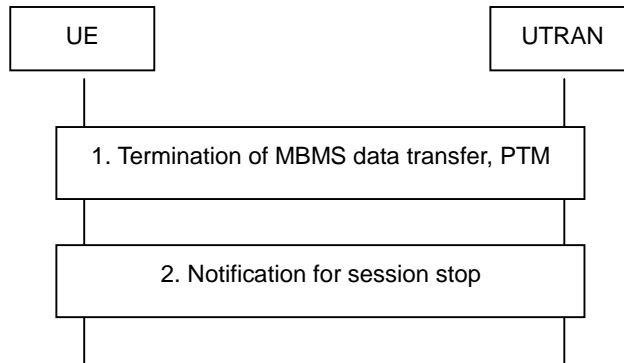 UE
UTRAN
1. Termination of MBMS data transfer, PTM
2. Notification for session stop